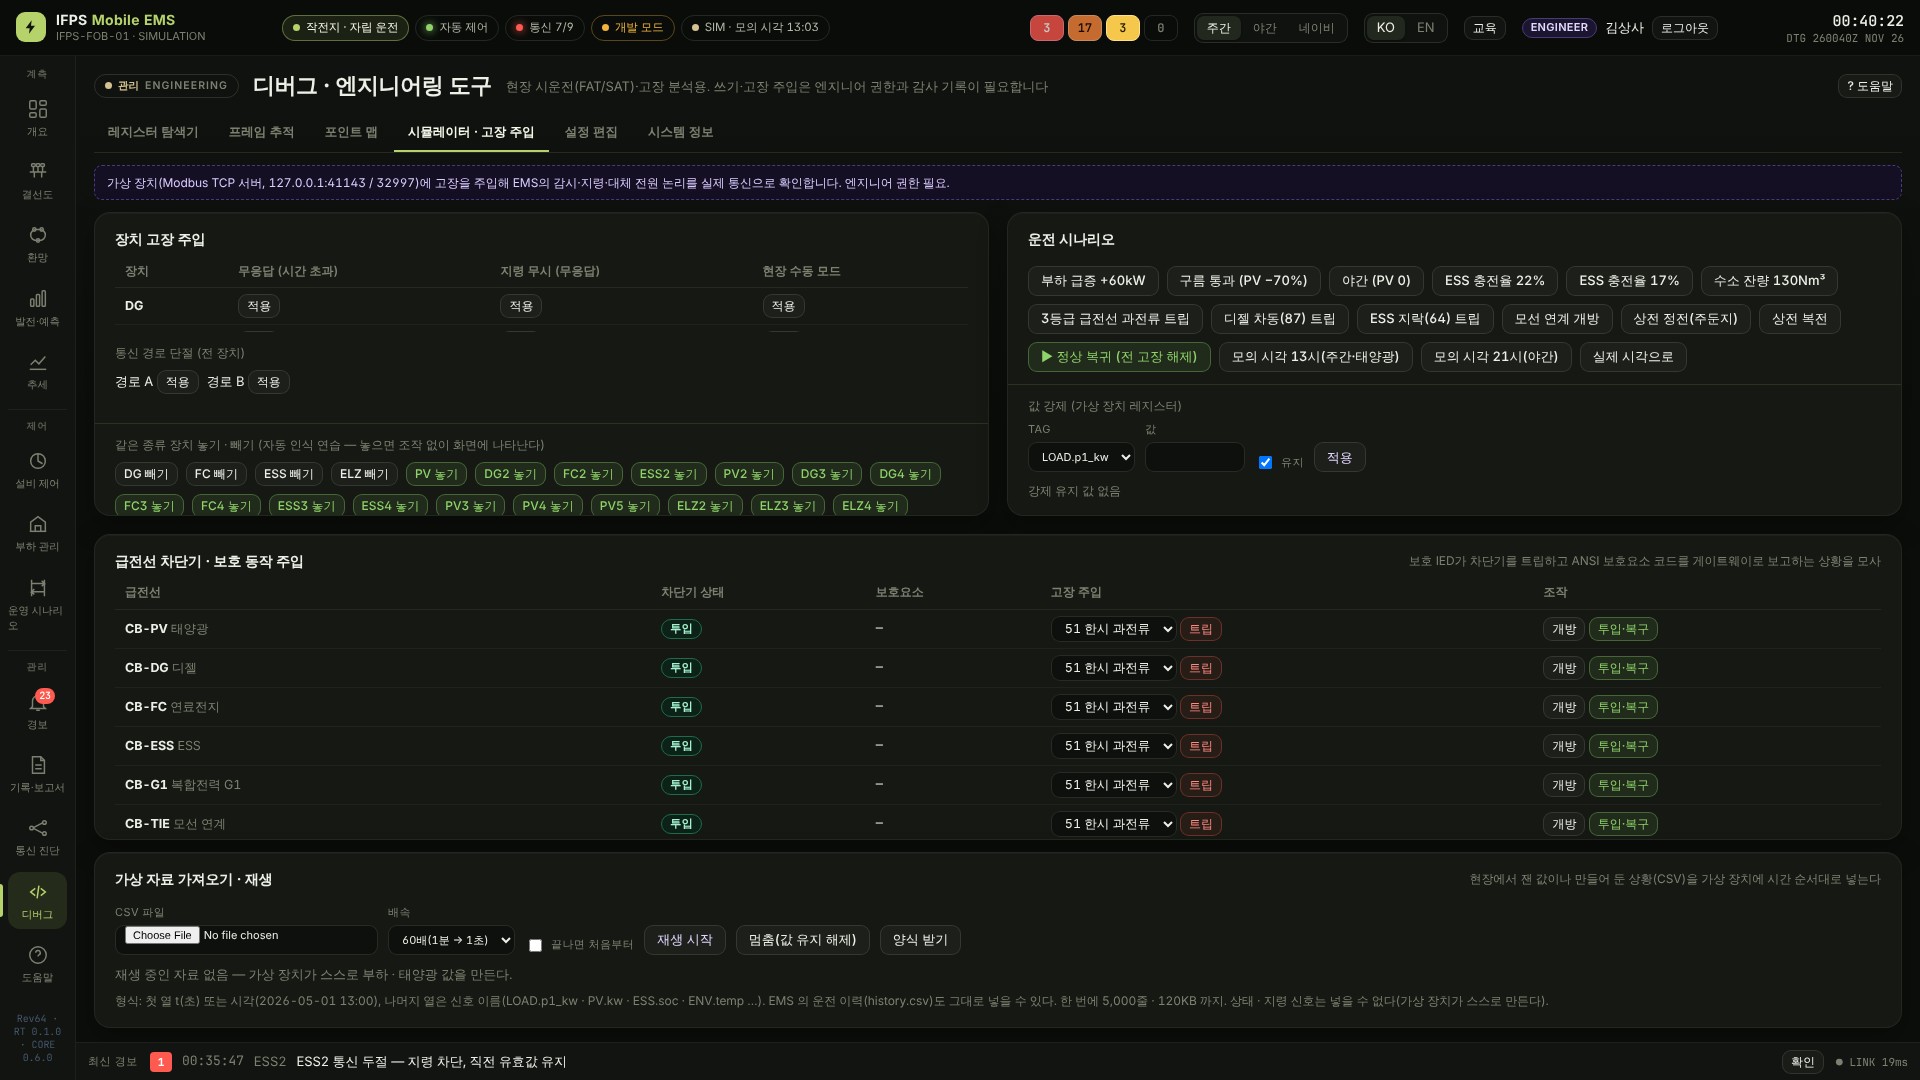 IFPS Mobile EMS
IFPS-FOB-01 · SIMULATION
작전지 · 자립 운전
자동 제어
통신 7/9
개발 모드
SIM · 모의 시각 13:03
3 17 3 0
주간 야간 네이비
KO EN
교육
ENGINEER 김상사 로그아웃
00:40:22
DTG 260040Z NOV 26
계측
개요
결선도
환망
발전·예측
추세
제어
설비 제어
부하 관리
운영 시나리
오
관리
23
경보
기록·보고서
통신 진단
디버그
도움말
Rev64 ·
RT 0.1.0
· CORE
0.6.0
관리 ENGINEERING
디버그 · 엔지니어링 도구
현장 시운전(FAT/SAT)·고장 분석용. 쓰기·고장 주입은 엔지니어 권한과 감사 기록이 필요합니다
? 도움말
레지스터 탐색기 프레임 추적 포인트 맵 시뮬레이터 · 고장 주입 설정 편집 시스템 정보
가상 장치(Modbus TCP 서버, 127.0.0.1:41143 / 32997)에 고장을 주입해 EMS의 감시·지령·대체 전원 논리를 실제 통신으로 확인합니다. 엔지니어 권한 필요.
장치 고장 주입
장치 무응답 (시간 초과) 지령 무시 (무응답) 현장 수동 모드
DG 적용 적용 적용
통신 경로 단절 (전 장치)
경로 A 적용 경로 B 적용
같은 종류 장치 놓기 · 빼기 (자동 인식 연습 — 놓으면 조작 없이 화면에 나타난다)
DG 빼기 FC 빼기 ESS 빼기 ELZ 빼기 PV 놓기 DG2 놓기 FC2 놓기 ESS2 놓기 PV2 놓기 DG3 놓기 DG4 놓기
FC3 놓기 FC4 놓기 ESS3 놓기 ESS4 놓기 PV3 놓기 PV4 놓기 PV5 놓기 ELZ2 놓기 ELZ3 놓기 ELZ4 놓기
운전 시나리오
부하 급증 +60kW 구름 통과 (PV −70%) 야간 (PV 0) ESS 충전율 22% ESS 충전율 17% 수소 잔량 130Nm³
3등급 급전선 과전류 트립 디젤 차동(87) 트립 ESS 지락(64) 트립 모선 연계 개방 상전 정전(주둔지) 상전 복전
▶ 정상 복귀 (전 고장 해제) 모의 시각 13시(주간·태양광) 모의 시각 21시(야간) 실제 시각으로
값 강제 (가상 장치 레지스터)
TAG 값
LOAD.p1_kw 유지 적용
강제 유지 값 없음
급전선 차단기 · 보호 동작 주입
보호 IED가 차단기를 트립하고 ANSI 보호요소 코드를 게이트웨이로 보고하는 상황을 모사
급전선 차단기 상태 보호요소 고장 주입 조작
CB-PV 태양광 투입 — 51 한시 과전류 트립 개방 투입·복구
CB-DG 디젤 투입 — 51 한시 과전류 트립 개방 투입·복구
CB-FC 연료전지 투입 — 51 한시 과전류 트립 개방 투입·복구
CB-ESS ESS 투입 — 51 한시 과전류 트립 개방 투입·복구
CB-G1 복합전력 G1 투입 — 51 한시 과전류 트립 개방 투입·복구
CB-TIE 모선 연계 투입 — 51 한시 과전류 트립 개방 투입·복구
가상 자료 가져오기 · 재생
현장에서 잰 값이나 만들어 둔 상황(CSV)을 가상 장치에 시간 순서대로 넣는다
CSV 파일 배속
Choose File No file chosen 60배(1분 → 1초) 끝나면 처음부터 재생 시작 멈춤(값 유지 해제) 양식 받기
재생 중인 자료 없음 — 가상 장치가 스스로 부하 · 태양광 값을 만든다.
형식: 첫 열 t(초) 또는 시각(2026-05-01 13:00), 나머지 열은 신호 이름(LOAD.p1_kw · PV.kw · ESS.soc · ENV.temp …). EMS 의 운전 이력(history.csv)도 그대로 넣을 수 있다. 한 번에 5,000줄 · 120KB 까지. 상태 · 지령 신호는 넣을 수 없다(가상 장치가 스스로 만든다).
최신 경보 1 00:35:47 ESS2 ESS2 통신 두절 — 지령 차단, 직전 유효값 유지
확인
LINK 19ms